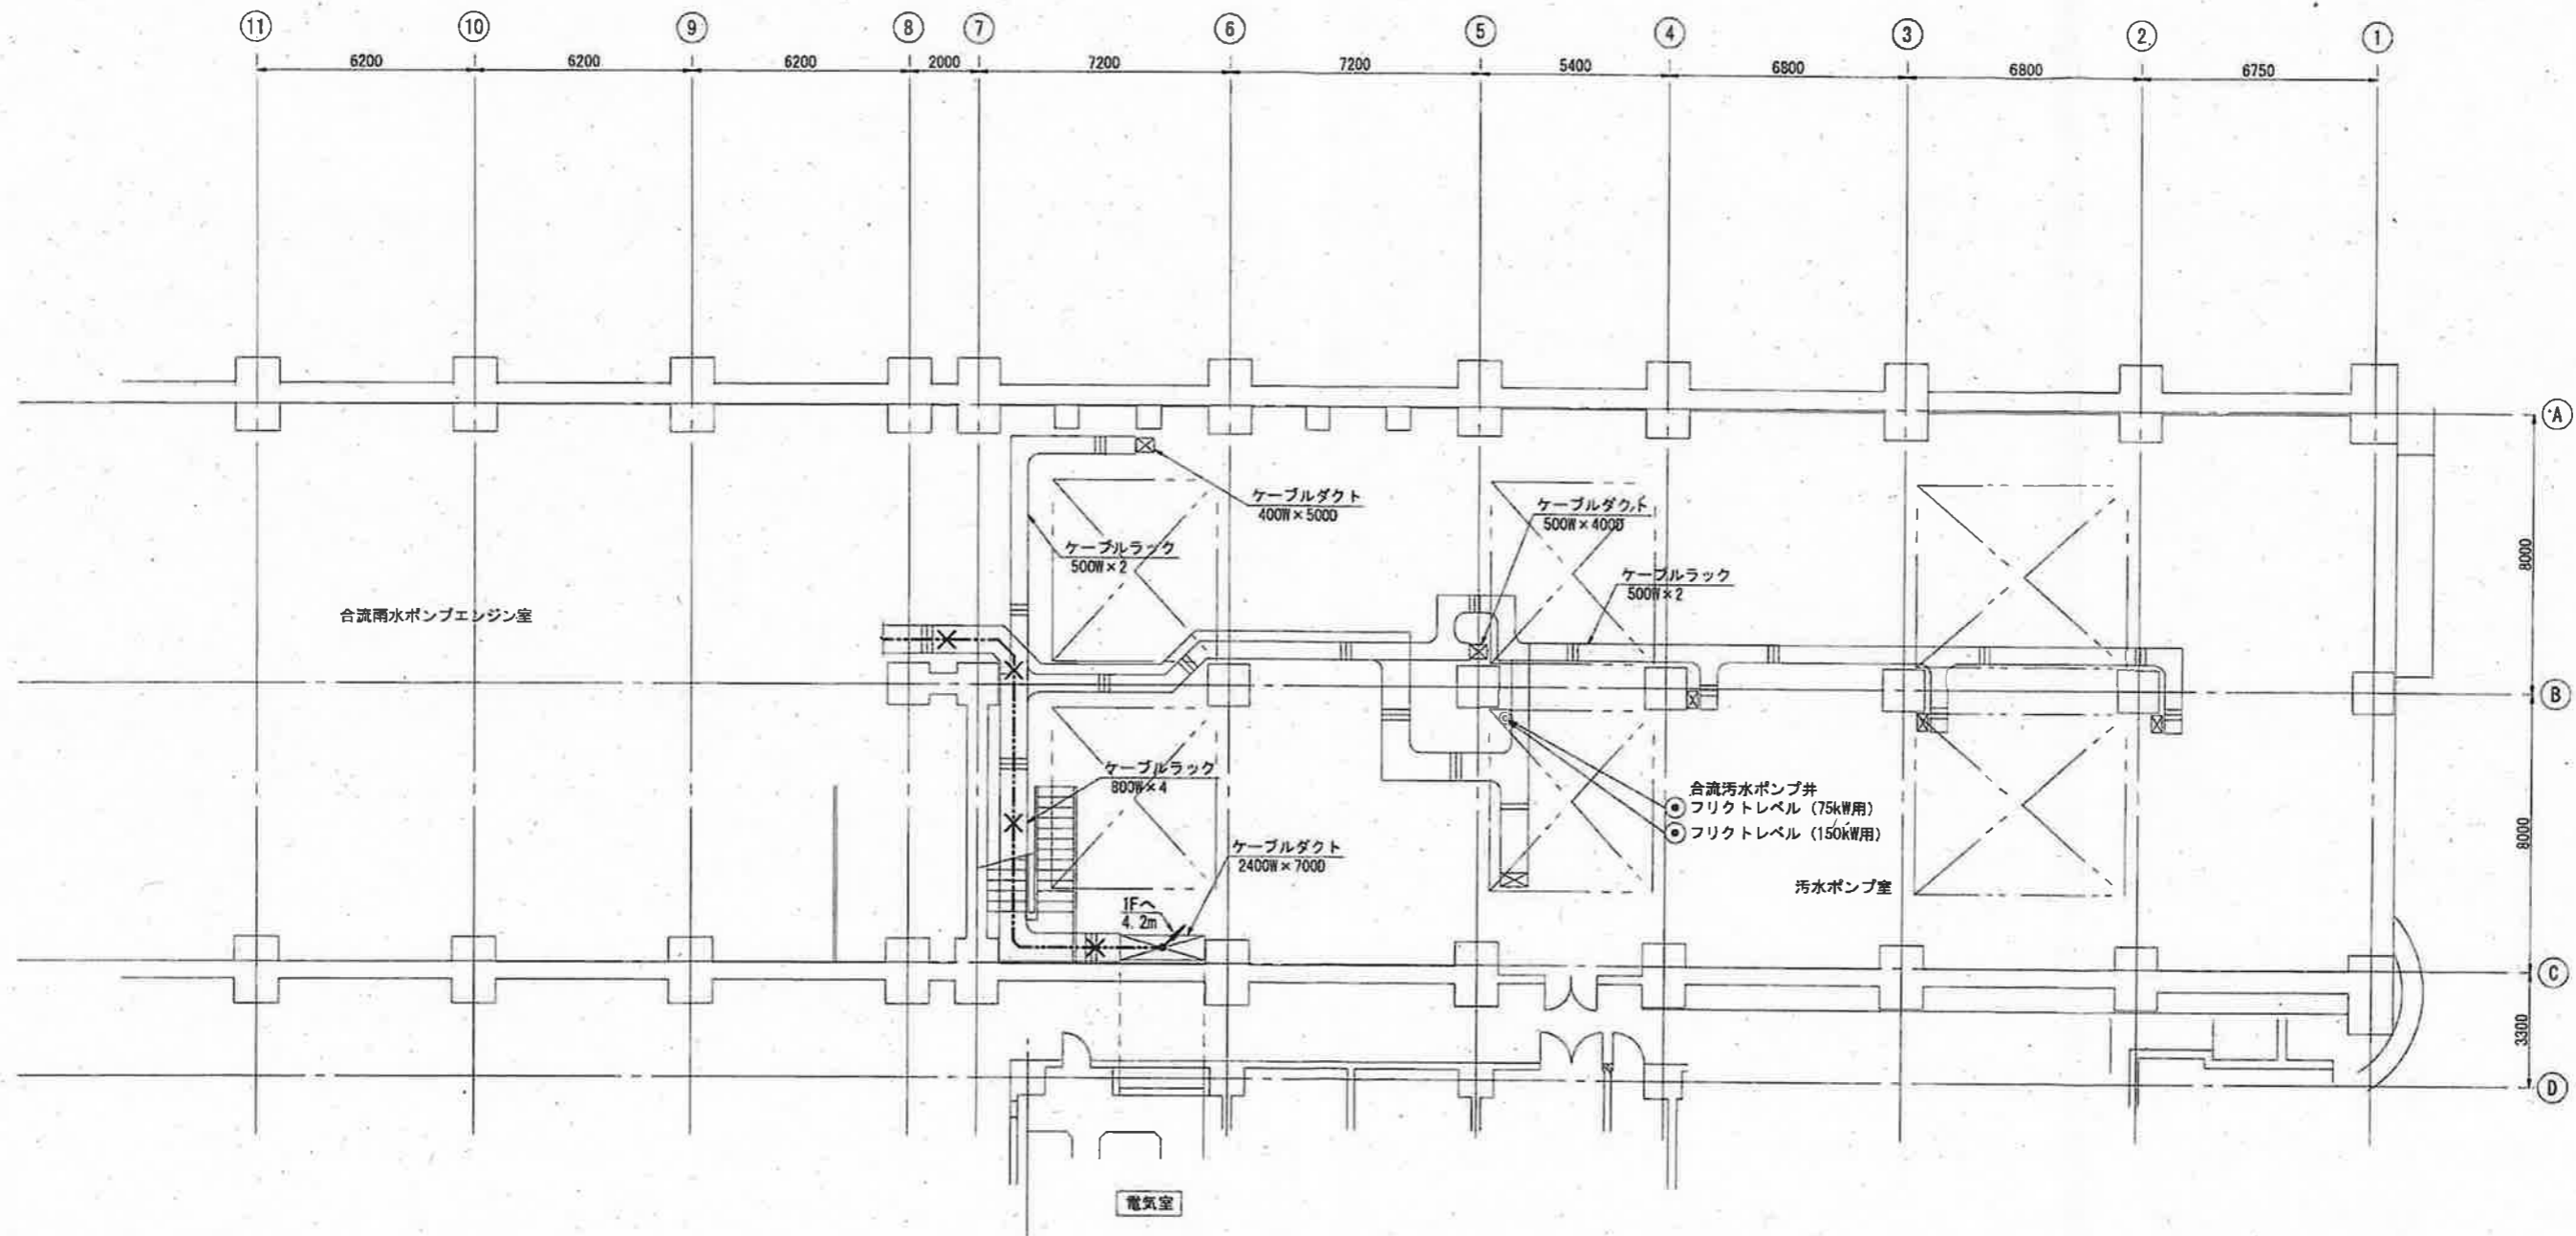 ⑪ ⑩ ⑨ ⑧ ⑦ ⑥ ⑤ ④ ③ ② ①
6200 6200 6200 2000 7200 7200 5400 6800 6800 6750
Ⓐ
ケーブルダクト
400W×500D
ケーブルダクト
500W×400D
ケーブルラック
500W×2
ケーブルラック
500W×2
8000
合流雨水ポンプエンジン室
Ⓑ
ケーブルラック
800W×4
合流汚水ポンプ井
フリクトレベル (75kW用)
フリクトレベル (150kW用)
8000
ケーブルダクト
2400W×700D
汚水ポンプ室
1Fへ
4.2m
Ⓒ
3300
Ⓓ
電気室